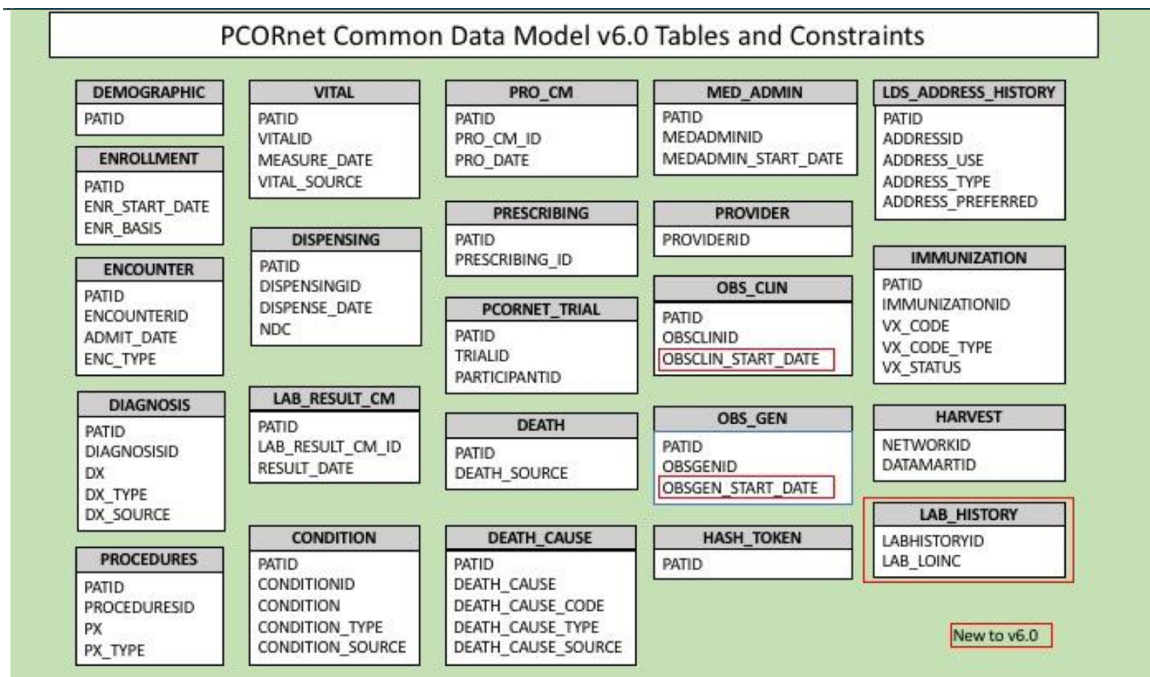 PCORnet Common Data Model v6.0 Tables and Constraints
DEMOGRAPHIC
PATID
ENROLLMENT
PATID
ENR_START_DATE
ENR_BASIS
ENCOUNTER
PATID
ENCOUNTERID
ADMIT_DATE
ENC_TYPE
DIAGNOSIS
PATID
DIAGNOSISID
DX
DX_TYPE
DX_SOURCE
PROCEDURES
PATID
PROCEDURESID
PX
PX_TYPE
VITAL
PATID
VITALID
MEASURE_DATE
VITAL_SOURCE
DISPENSING
PATID
DISPENSINGID
DISPENSE_DATE
NDC
LAB_RESULT_CM
PATID
LAB_RESULT_CM_ID
RESULT_DATE
CONDITION
PATID
CONDITIONID
CONDITION
CONDITION_TYPE
CONDITION_SOURCE
PRO_CM
PATID
PRO_CM_ID
PRO_DATE
PRESCRIBING
PATID
PRESCRIBING_ID
PCORNET_TRIAL
PATID
TRIALID
PARTICIPANTID
DEATH
PATID
DEATH_SOURCE
DEATH_CAUSE
PATID
DEATH_CAUSE
DEATH_CAUSE_CODE
DEATH_CAUSE_TYPE
DEATH_CAUSE_SOURCE
MED_ADMIN
PATID
MEDADMINID
MEDADMIN_START_DATE
PROVIDER
PROVIDERID
OBS_CLIN
PATID
OBSCLINID
OBSCLIN_START_DATE
OBS_GEN
PATID
OBSGENID
OBSGEN_START_DATE
HASH_TOKEN
PATID
LDS_ADDRESS_HISTORY
PATID
ADDRESSID
ADDRESS_USE
ADDRESS_TYPE
ADDRESS_PREFERRED
IMMUNIZATION
PATID
IMMUNIZATIONID
VX_CODE
VX_CODE_TYPE
VX_STATUS
HARVEST
NETWORKID
DATAMARTID
LAB_HISTORY
LABHISTORYID
LAB_LOINC
New to v6.0